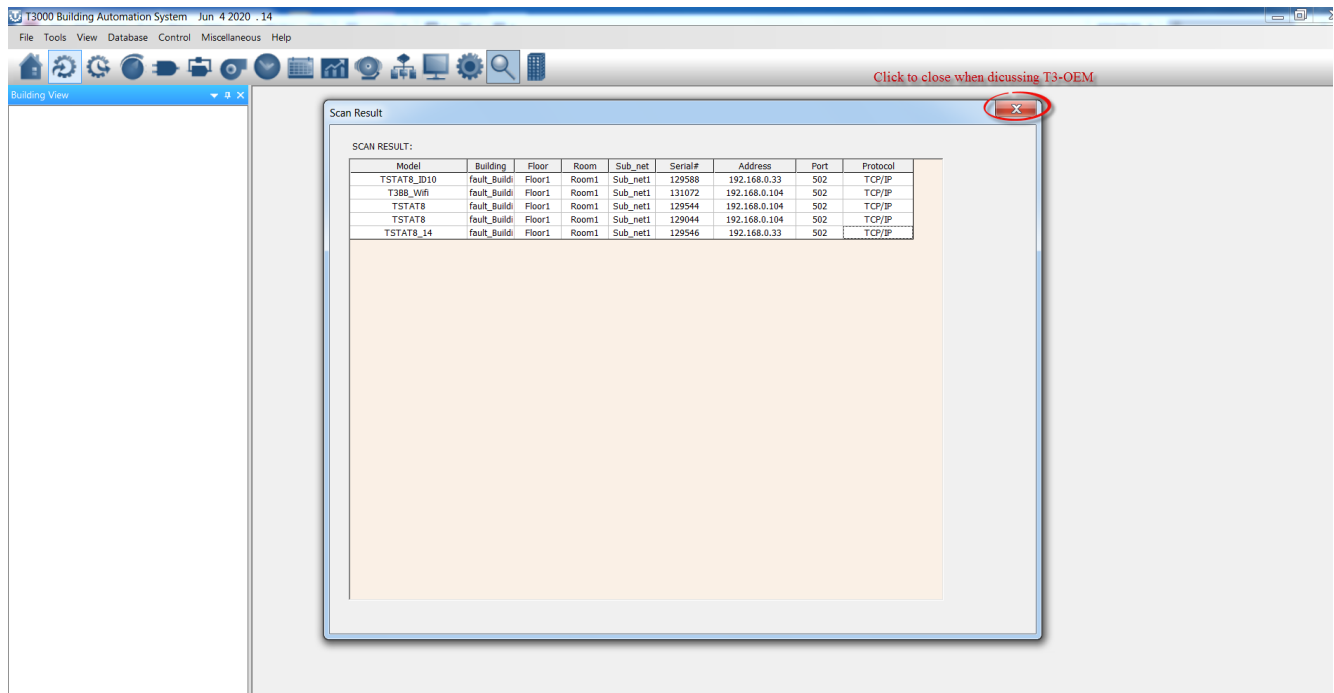 T3000 Building Automation System Jun 4 2020 . 14
File Tools View Database Control Miscellaneous Help
Click to close when dicussing T3-OEM
Building View
Scan Result
X
SCAN RESULT:
Model Building Floor Room Sub_net Serial# Address Port Protocol
TSTAT8_ID10 fault_Buildi Floor1 Room1 Sub_net1 129588 192.168.0.33 502 TCP/IP
T3BB_Wifi fault_Buildi Floor1 Room1 Sub_net1 131072 192.168.0.104 502 TCP/IP
TSTAT8 fault_Buildi Floor1 Room1 Sub_net1 129544 192.168.0.104 502 TCP/IP
TSTAT8 fault_Buildi Floor1 Room1 Sub_net1 129044 192.168.0.104 502 TCP/IP
TSTAT8_14 fault_Buildi Floor1 Room1 Sub_net1 129546 192.168.0.33 502 TCP/IP